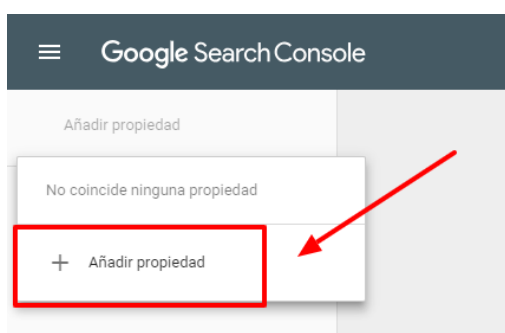 Google Search Console
Añadir propiedad
No coincide ninguna propiedad
+ Añadir propiedad